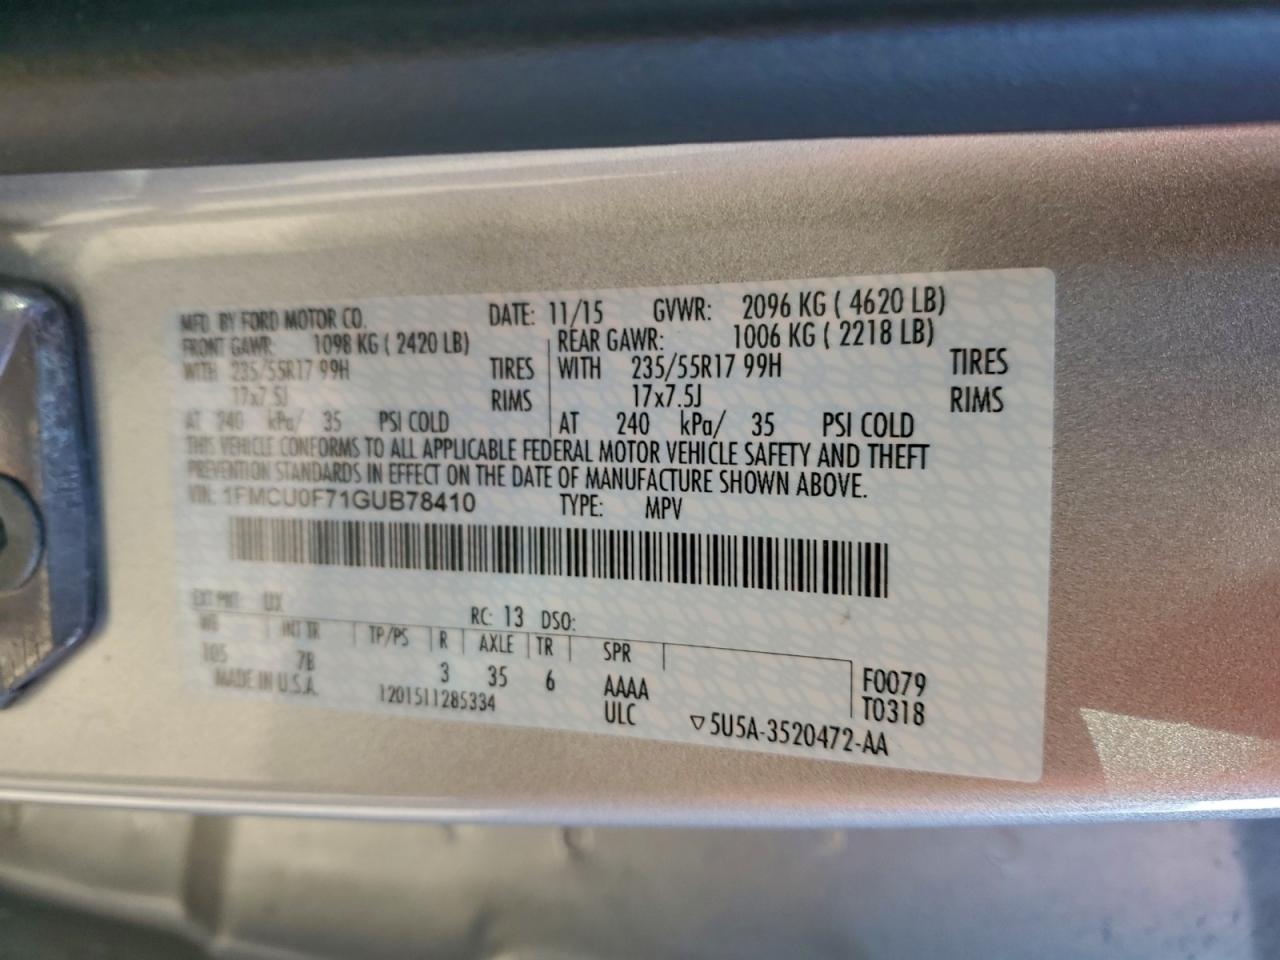 MFD. BY FORD MOTOR CO. DATE: 11/15 GVWR: 2096 KG ( 4620 LB)
FRONT GAWR: 1098 KG ( 2420 LB) REAR GAWR: 1006 KG ( 2218 LB)
WITH 235/55R17 99H TIRES WITH 235/55R17 99H TIRES
17x7.5J RIMS 17x7.5J RIMS
AT 240 kPa/ 35 PSI COLD AT 240 kPa/ 35 PSI COLD
THIS VEHICLE CONFORMS TO ALL APPLICABLE FEDERAL MOTOR VEHICLE SAFETY AND THEFT
PREVENTION STANDARDS IN EFFECT ON THE DATE OF MANUFACTURE SHOWN ABOVE.
VIN: 1FMCU0F71GUB78410 TYPE: MPV
EXT PNT: UX RC: 13 DSO:
WB INT TR TP/PS R AXLE TR SPR
105 7B 3 35 6 AAAA F0079
MADE IN U.S.A. 1201511285334 ULC T0318
▽5U5A-3520472-AA